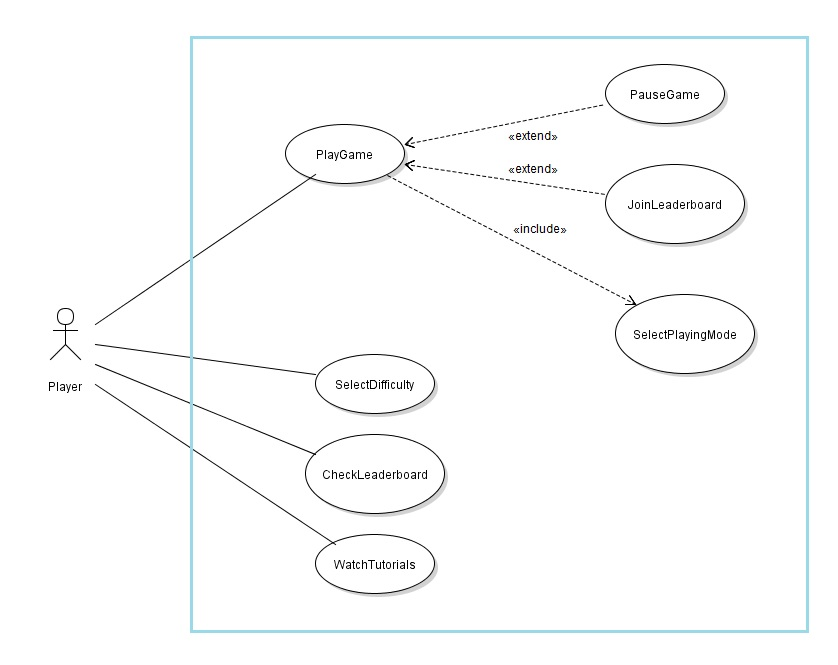 PauseGame
«extend»
PlayGame
«extend»
JoinLeaderboard
«include»
SelectPlayingMode
Player
SelectDifficulty
CheckLeaderboard
WatchTutorials